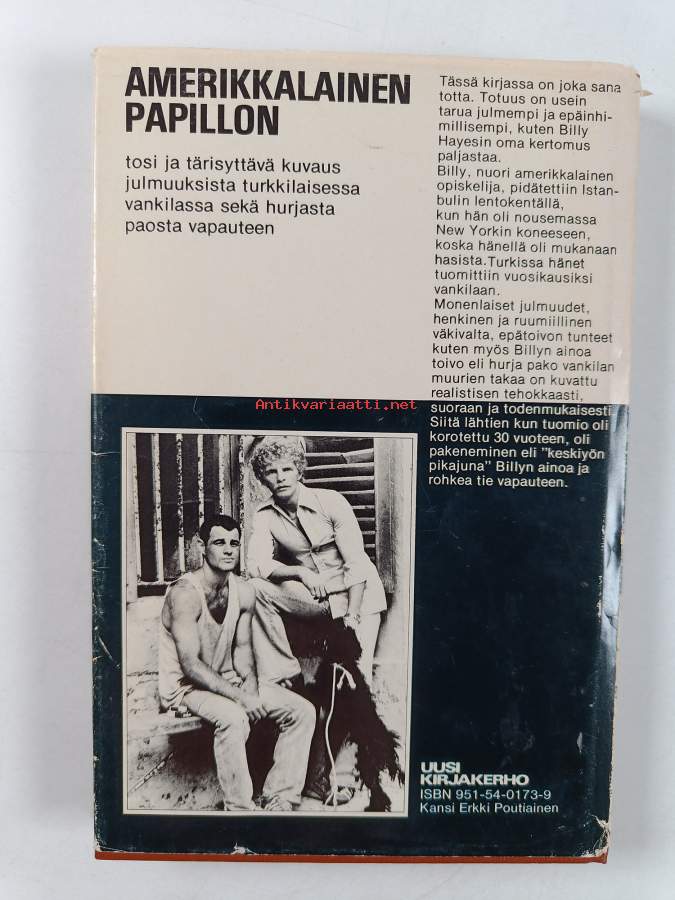 AMERIKKALAINEN
PAPILLON
tosi ja tärisyttävä kuvaus
julmuuksista turkkilaisessa
vankilassa sekä hurjasta
paosta vapauteen
Tässä kirjassa on joka sana
totta. Totuus on usein
tarua julmempi ja epäinhi-
millisempi, kuten Billy
Hayesin oma kertomus
paljastaa.
Billy, nuori amerikkalainen
opiskelija, pidätettiin Istan-
bulin lentokentällä,
kun hän oli nousemassa
New Yorkin koneeseen,
koska hänellä oli mukanaan
hasista.Turkissa hänet
tuomittiin vuosikausiksi
vankilaan.
Monenlaiset julmuudet,
henkinen ja ruumiillinen
väkivalta, epätoivon tunteet
kuten myös Billyn ainoa
toivo eli hurja pako vankilan
muurien takaa on kuvattu
realistisen tehokkaasti,
suoraan ja todenmukaisesti.
Siitä lähtien kun tuomio oli
korotettu 30 vuoteen, oli
pakeneminen eli "keskiyön
pikajuna" Billyn ainoa ja
rohkea tie vapauteen.
Antikvariaatti.net
UUSI
KIRJAKERHO
ISBN 951-54-0173-9
Kansi Erkki Poutiainen